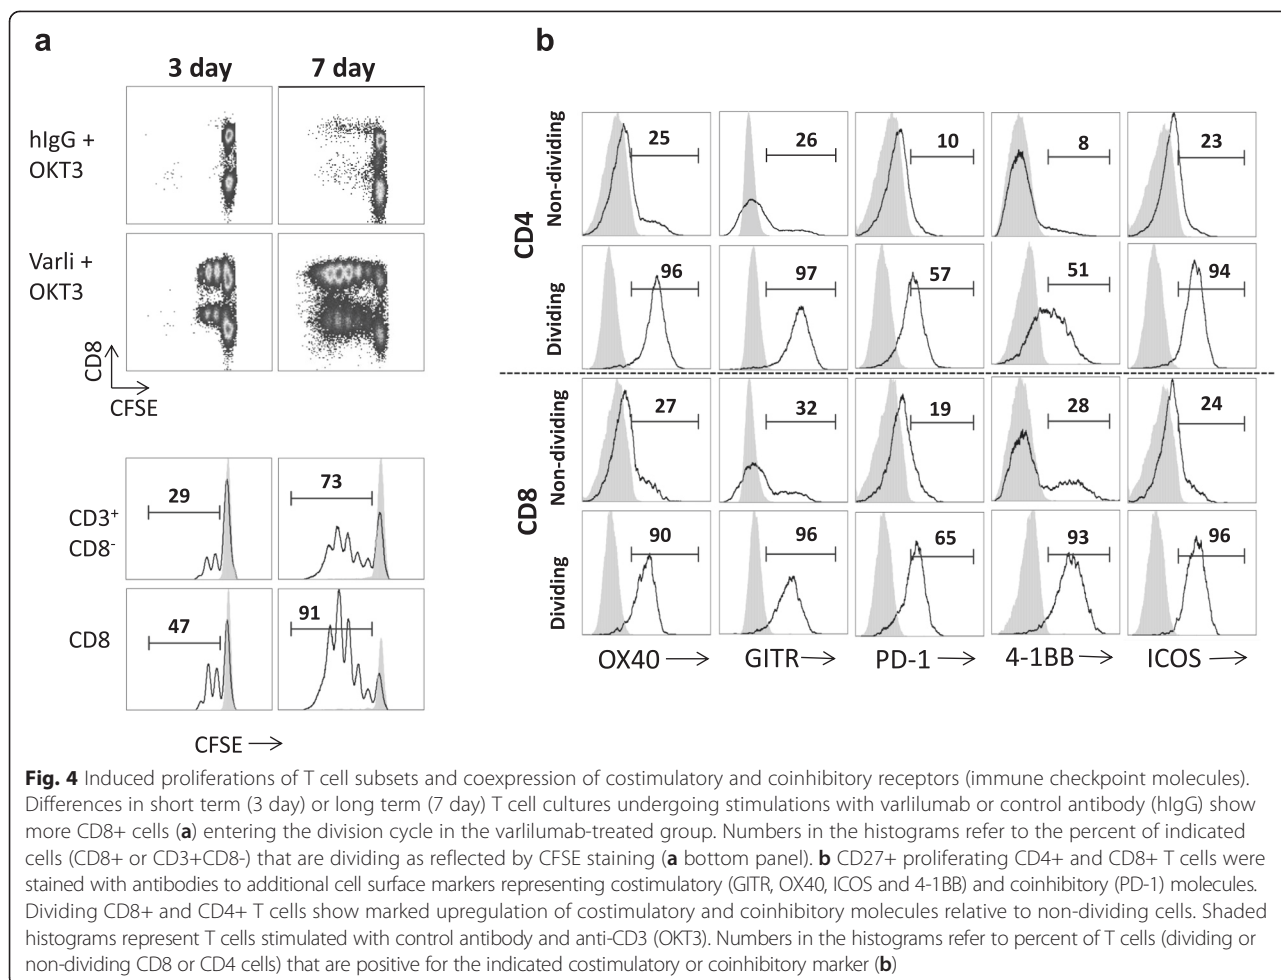 a
3 day 7 day
hIgG +
OKT3
Varli +
OKT3
CD8
CFSE
29 73
CD3+
CD8-
47 91
CD8
CFSE
b
CD4
Non-dividing
25 26 10 8 23
Dividing
96 97 57 51 94
CD8
Non-dividing
27 32 19 28 24
Dividing
90 96 65 93 96
OX40 GITR PD-1 4-1BB ICOS
Fig. 4 Induced proliferations of T cell subsets and coexpression of costimulatory and coinhibitory receptors (immune checkpoint molecules).
Differences in short term (3 day) or long term (7 day) T cell cultures undergoing stimulations with varlilumab or control antibody (hIgG) show
more CD8+ cells (a) entering the division cycle in the varlilumab-treated group. Numbers in the histograms refer to the percent of indicated
cells (CD8+ or CD3+CD8-) that are dividing as reflected by CFSE staining (a bottom panel). b CD27+ proliferating CD4+ and CD8+ T cells were
stained with antibodies to additional cell surface markers representing costimulatory (GITR, OX40, ICOS and 4-1BB) and coinhibitory (PD-1) molecules.
Dividing CD8+ and CD4+ T cells show marked upregulation of costimulatory and coinhibitory molecules relative to non-dividing cells. Shaded
histograms represent T cells stimulated with control antibody and anti-CD3 (OKT3). Numbers in the histograms refer to percent of T cells (dividing or
non-dividing CD8 or CD4 cells) that are positive for the indicated costimulatory or coinhibitory marker (b)